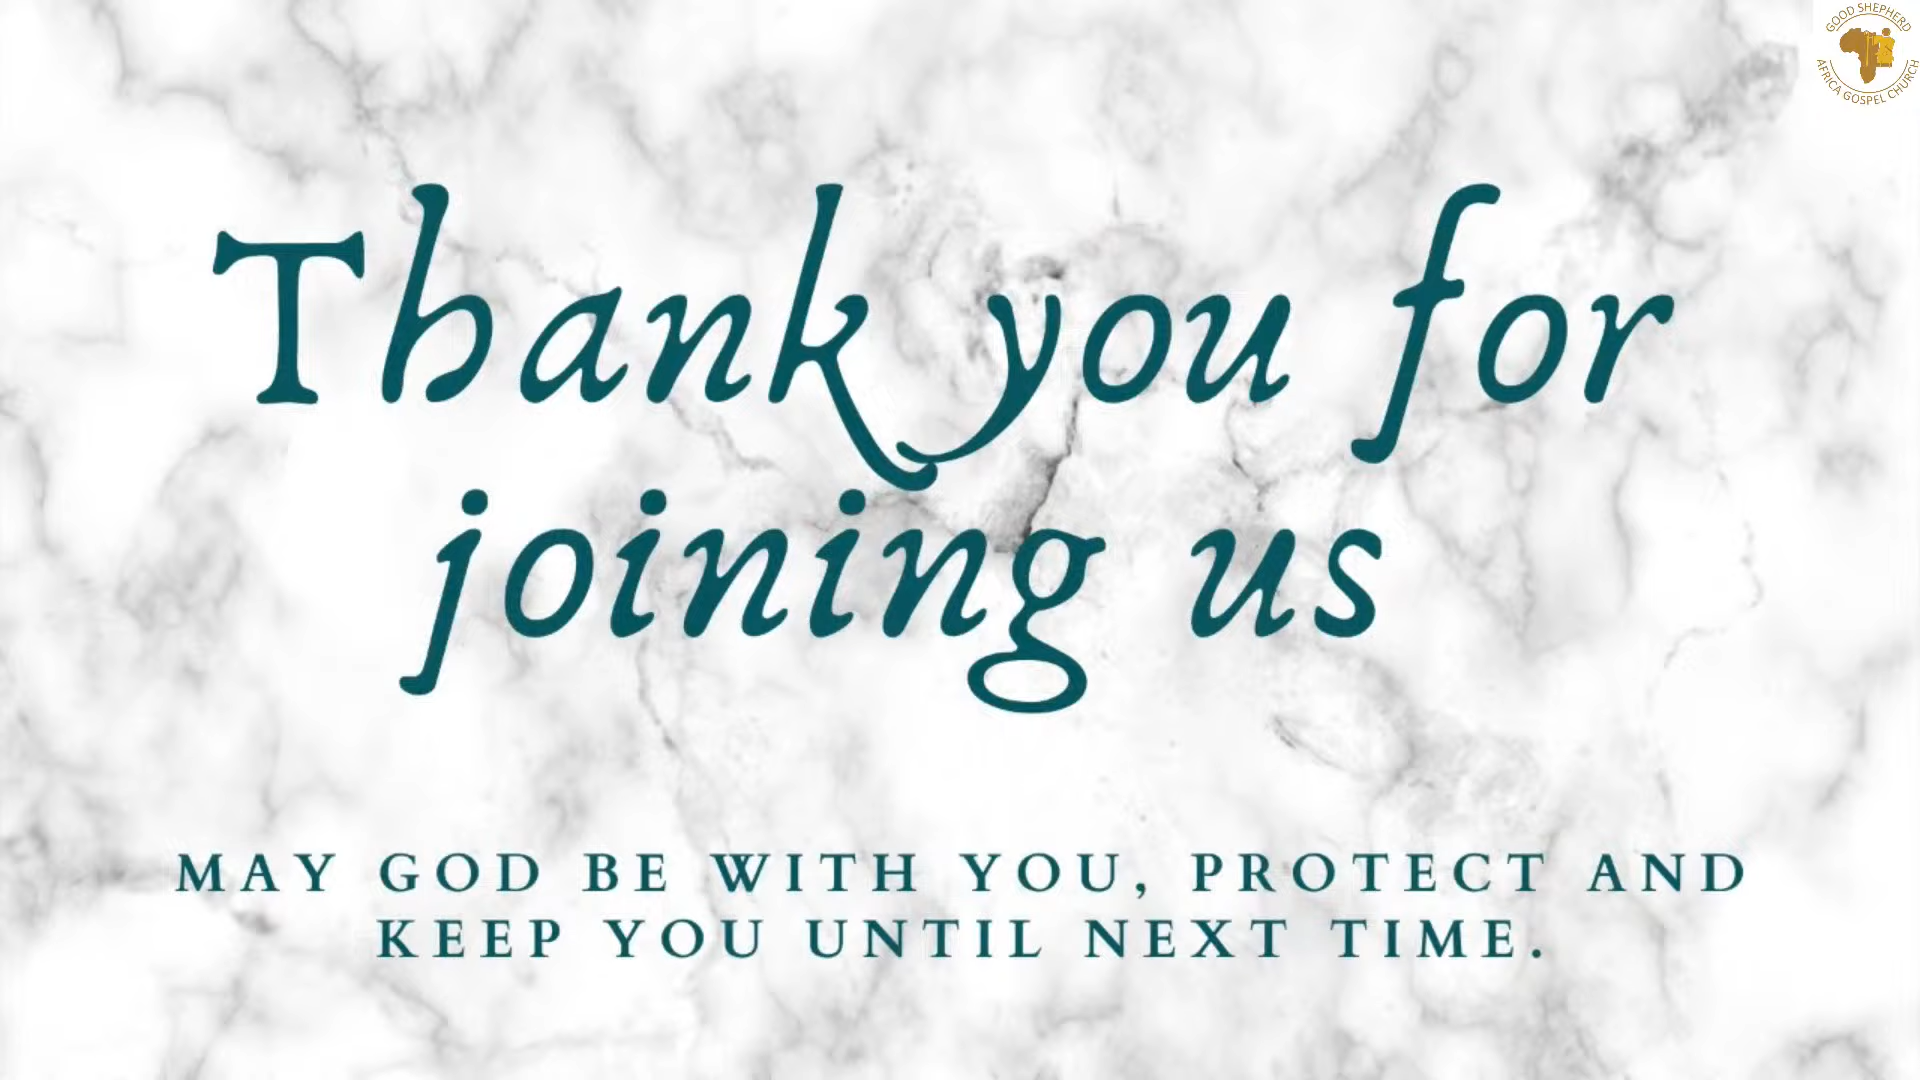 GOOD SHEPHERD
AFRICA GOSPEL CHURCH
Thank you for
joining us
MAY GOD BE WITH YOU, PROTECT AND
KEEP YOU UNTIL NEXT TIME.